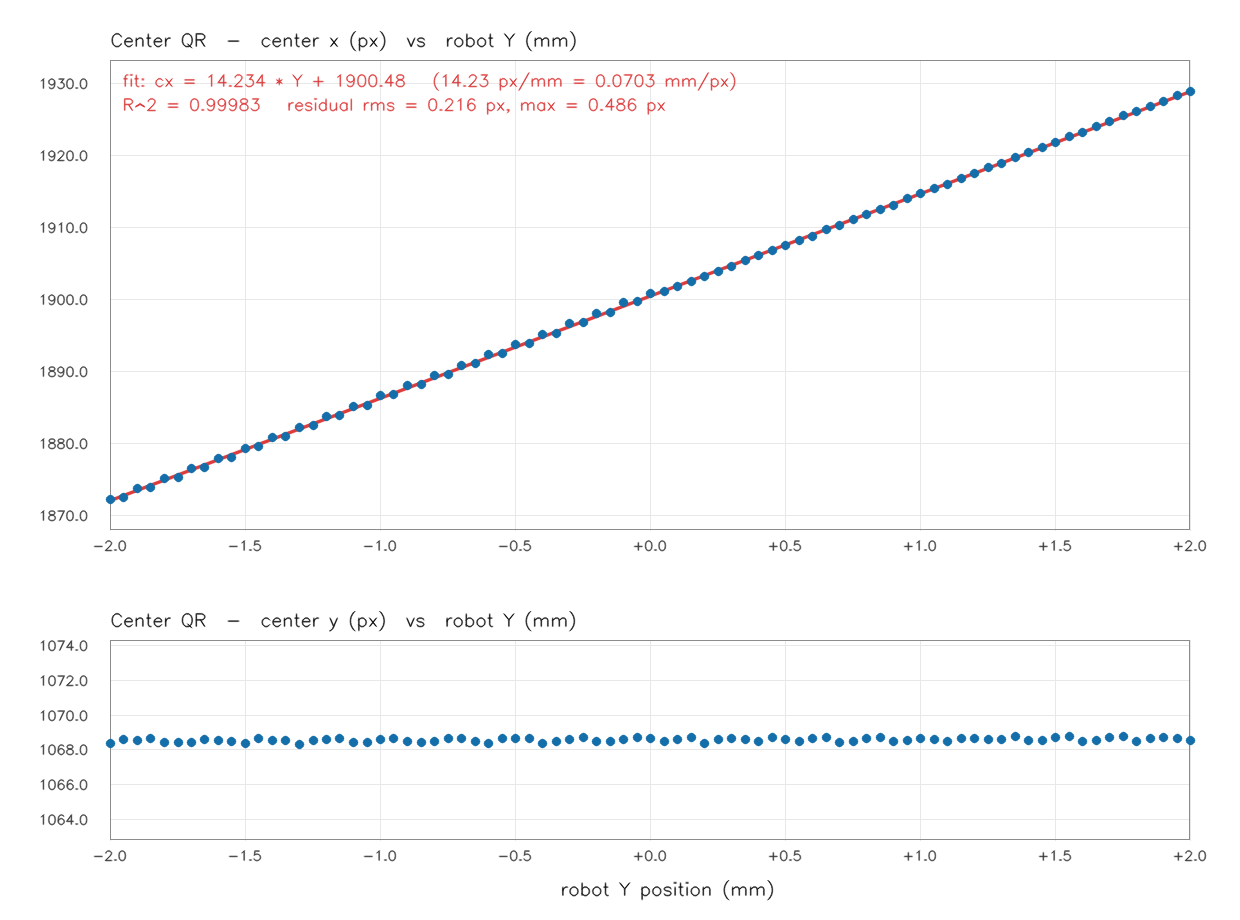 Center QR – center x (px) vs robot Y (mm)
fit: cx = 14.234 * Y + 1900.48 (14.23 px/mm = 0.0703 mm/px)
R^2 = 0.99983 residual rms = 0.216 px, max = 0.486 px
1930.0
1920.0
1910.0
1900.0
1890.0
1880.0
1870.0
−2.0 −1.5 −1.0 −0.5 +0.0 +0.5 +1.0 +1.5 +2.0
Center QR – center y (px) vs robot Y (mm)
1074.0
1072.0
1070.0
1068.0
1066.0
1064.0
−2.0 −1.5 −1.0 −0.5 +0.0 +0.5 +1.0 +1.5 +2.0
robot Y position (mm)